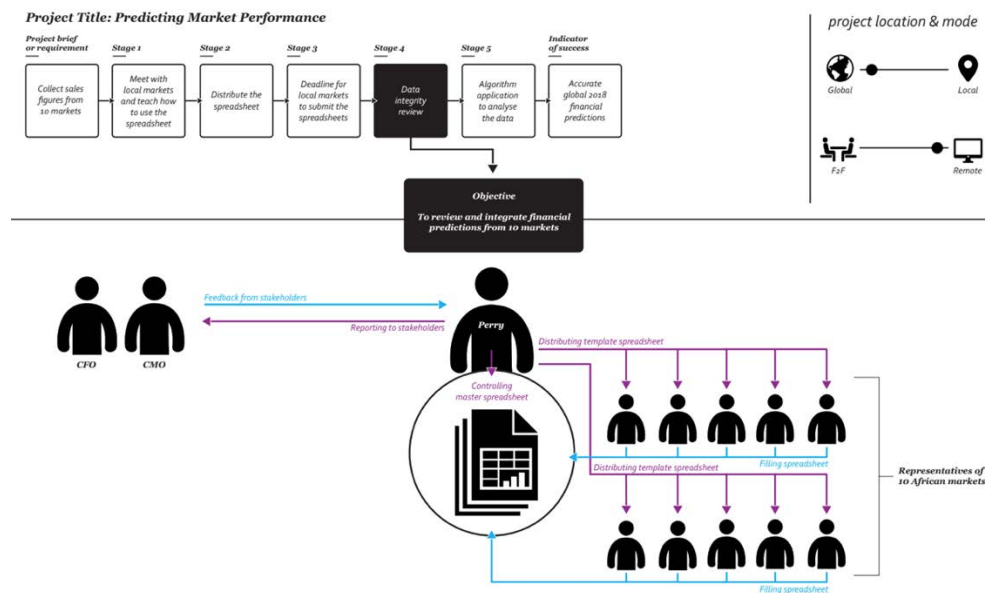 Project Title: Predicting Market Performance
Project brief
or requirement
Stage 1
Stage 2
Stage 3
Stage 4
Stage 5
Indicator
of success
Collect sales
figures from
10 markets
Meet with
local markets
and teach how
to use the
spreadsheet
Distribute the
spreadsheet
Deadline for
local markets
to submit the
spreadsheets
Data
integrity
review
Algorithm
application
to analyse
the data
Accurate
global 2018
financial
predictions
project location & mode
Global
Local
F2F
Remote
Objective
To review and integrate financial
predictions from 10 markets
Feedback from stakeholders
Reporting to stakeholders
CFO
CMO
Perry
Controlling
master spreadsheet
Distributing template spreadsheet
Filling spreadsheet
Distributing template spreadsheet
Filling spreadsheet
Representatives of
10 African markets